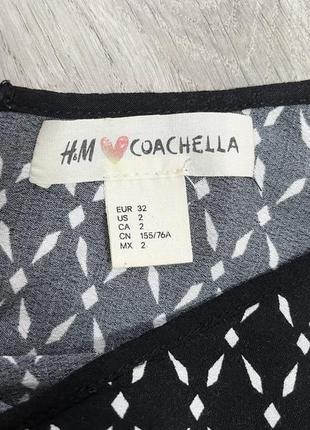 H&M COACHELLA
EUR 32
US 2
CA 2
CN 155/76A
MX 2